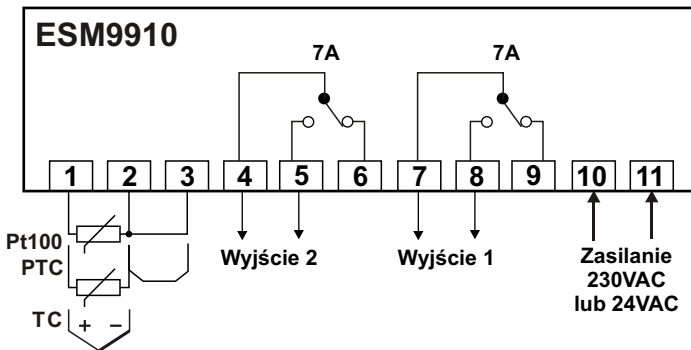 ESM9910
7A 7A
1 2 3 4 5 6 7 8 9 10 11
Pt100
PTC
TC + −
Wyjście 2
Wyjście 1
Zasilanie
230VAC
lub 24VAC